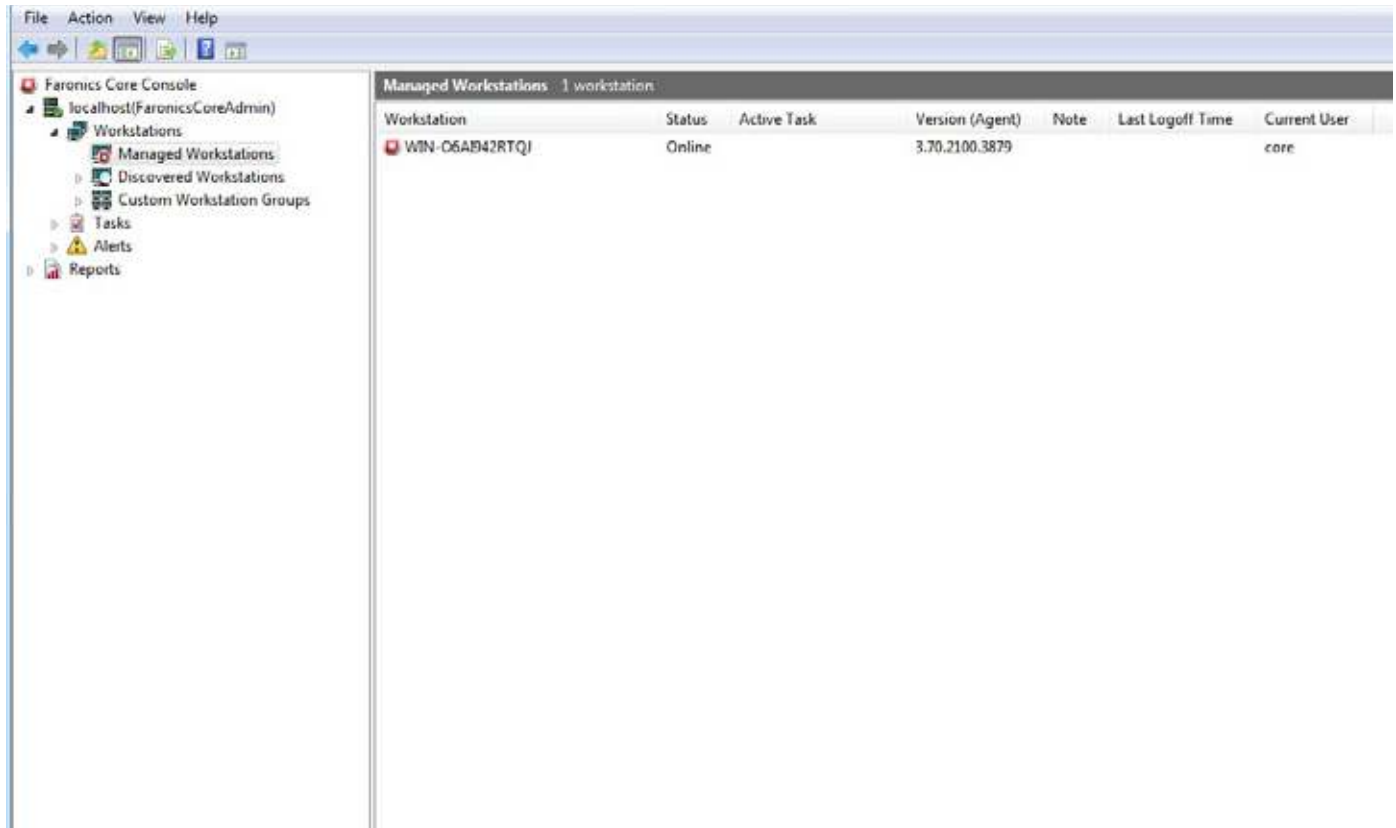 File Action View Help
Faronics Core Console
localhost(FaronicsCoreAdmin)
Workstations
Managed Workstations
Discovered Workstations
Custom Workstation Groups
Tasks
Alerts
Reports
Managed Workstations 1 workstation
Workstation Status Active Task Version (Agent) Note Last Logoff Time Current User
WIN-O6AI942RTQJ Online 3.70.2100.3879 core